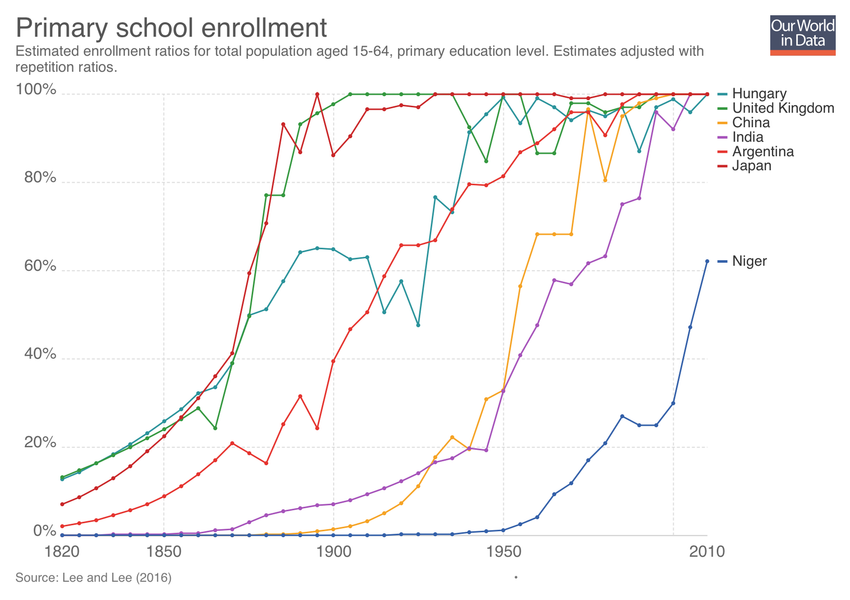 Primary school enrollment
Our World
in Data
Estimated enrollment ratios for total population aged 15-64, primary education level. Estimates adjusted with
repetition ratios.
100%
80%
60%
40%
20%
0%
1820
1850
1900
1950
2010
Hungary
United Kingdom
China
India
Argentina
Japan
Niger
Source: Lee and Lee (2016)